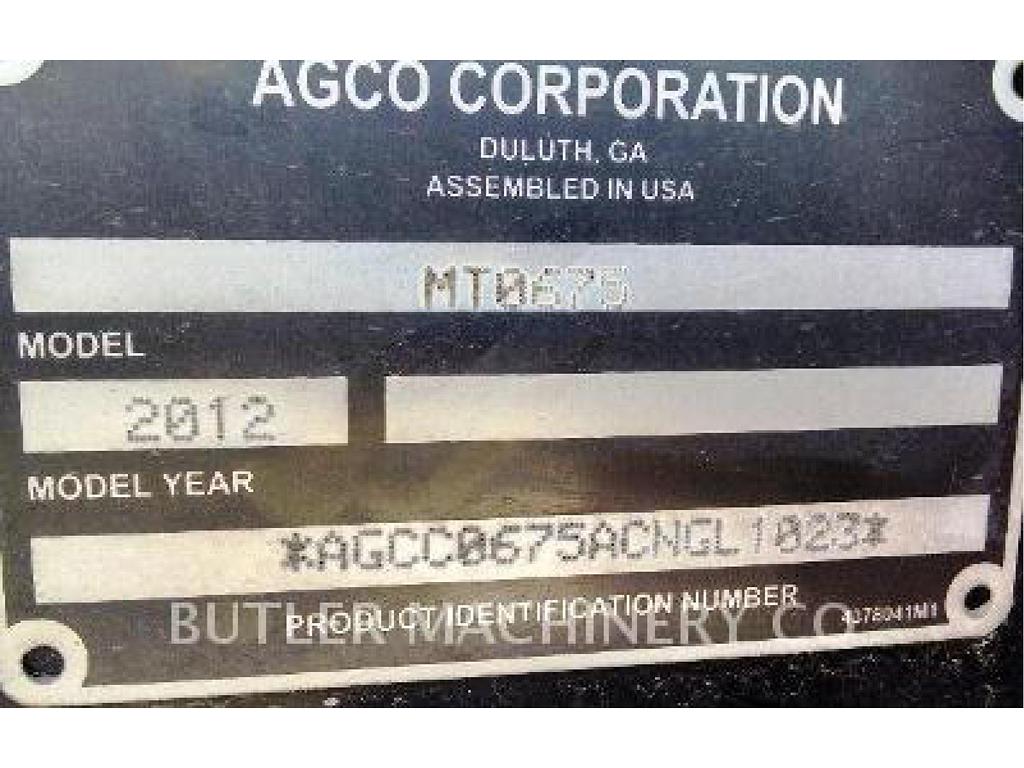 AGCO CORPORATION
DULUTH, GA
ASSEMBLED IN USA
MT0675
MODEL
2012
MODEL YEAR
*AGCC0675ACNGL1023*
PRODUCT IDENTIFICATION NUMBER
4378041M1
BUTLER MACHINERY CO